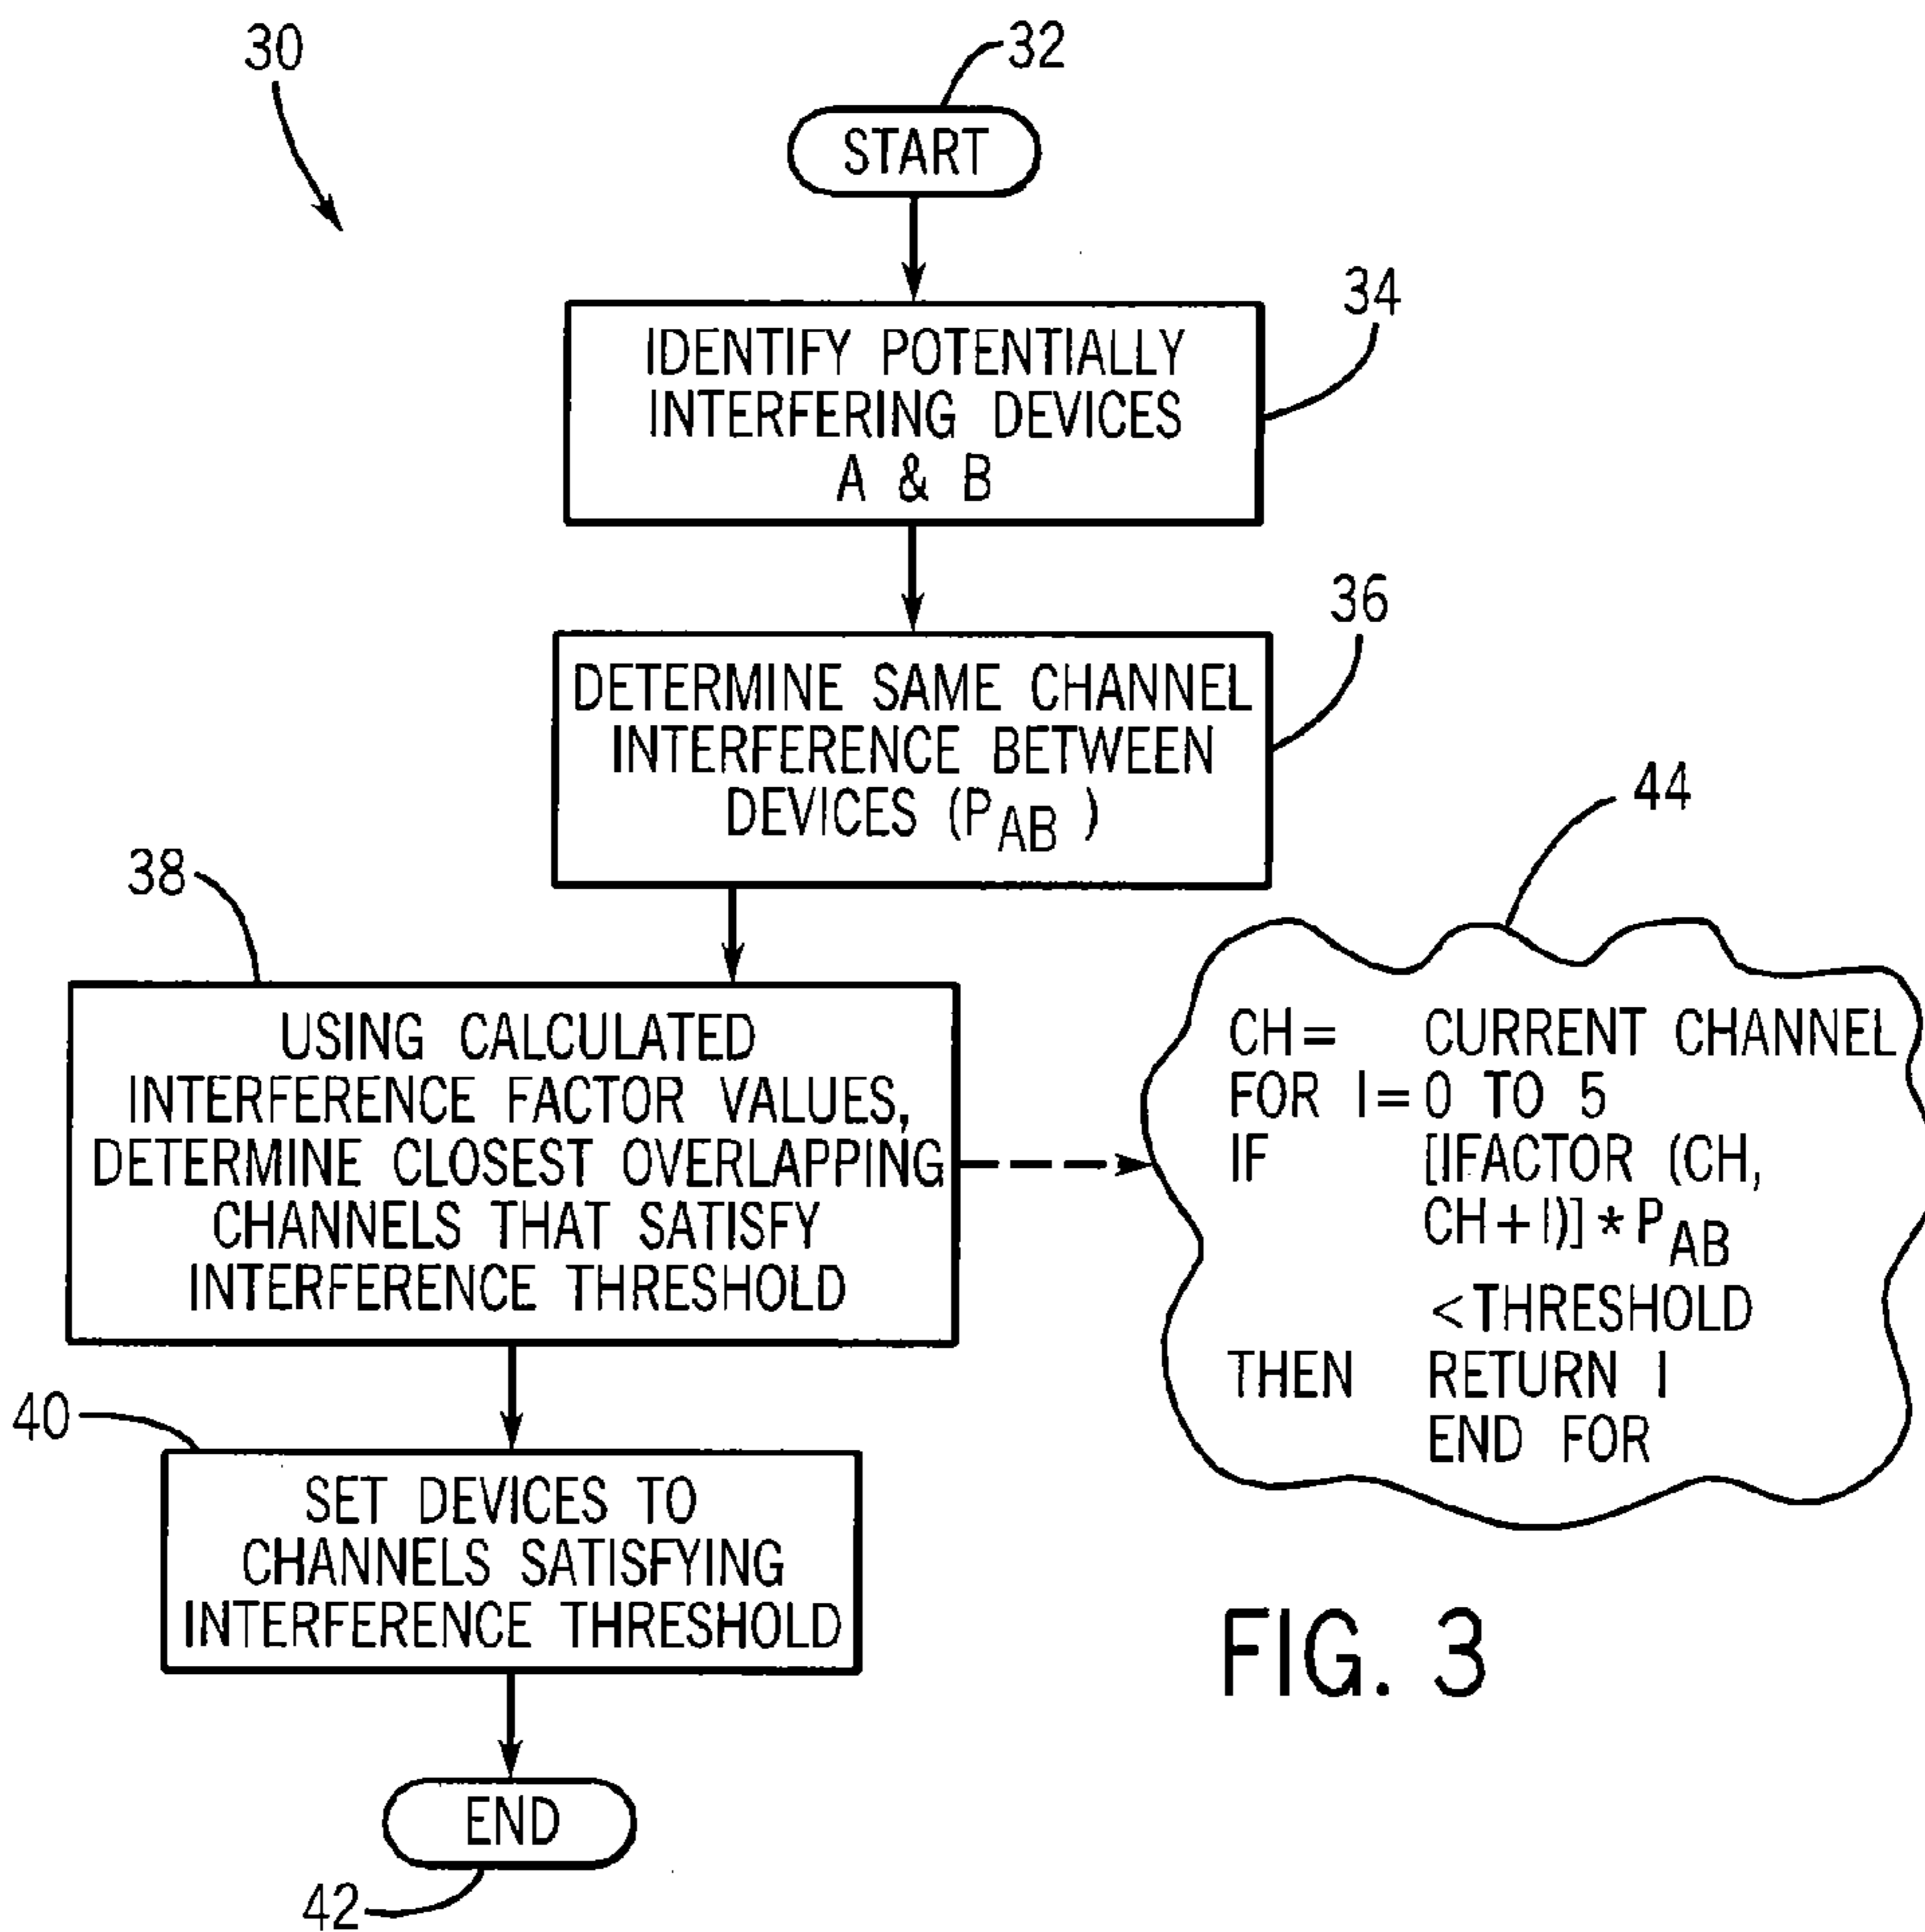 30
32
START
34
IDENTIFY POTENTIALLY
INTERFERING DEVICES
A & B
36
DETERMINE SAME CHANNEL
INTERFERENCE BETWEEN
DEVICES (PAB )
38
USING CALCULATED
INTERFERENCE FACTOR VALUES,
DETERMINE CLOSEST OVERLAPPING
CHANNELS THAT SATISFY
INTERFERENCE THRESHOLD
44
CH= CURRENT CHANNEL
FOR I=0 TO 5
IF [IFACTOR (CH,
CH+I)]*PAB
<THRESHOLD
THEN RETURN I
END FOR
40
SET DEVICES TO
CHANNELS SATISFYING
INTERFERENCE THRESHOLD
END
42
FIG. 3